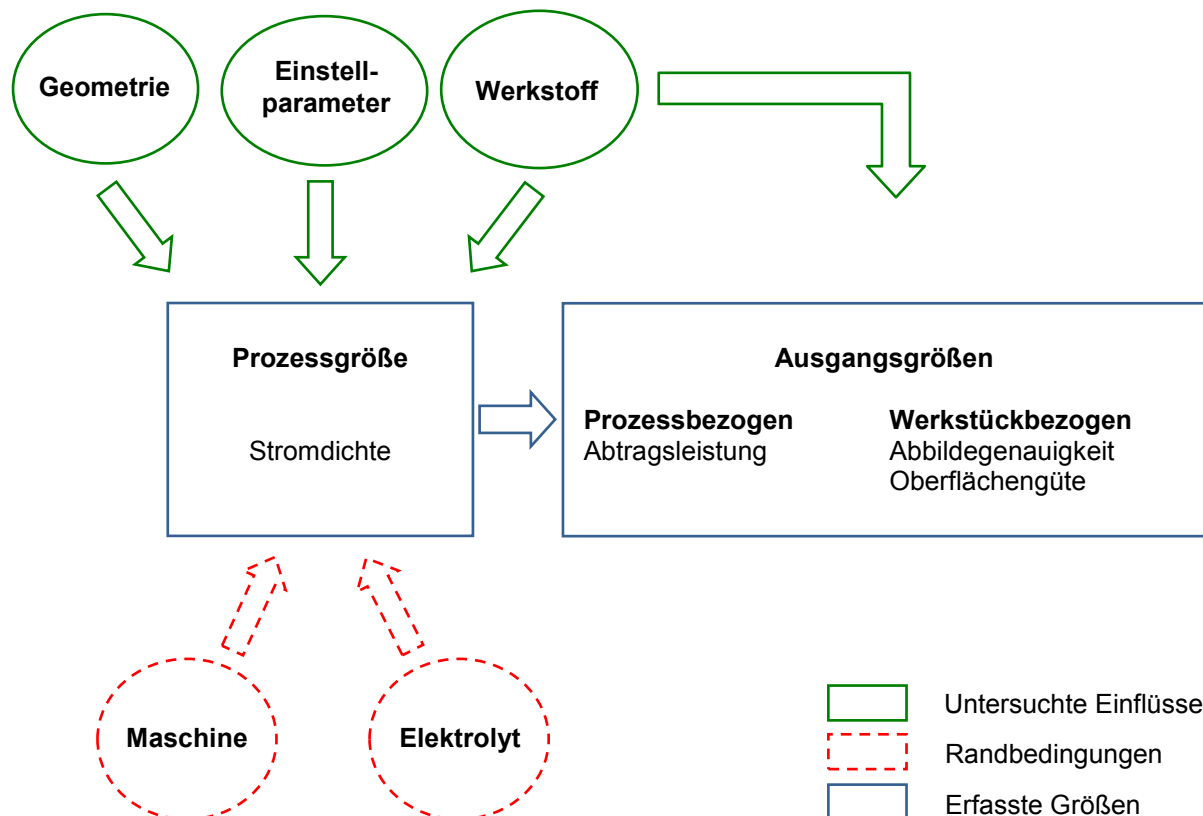 Geometrie
Einstell-
parameter
Werkstoff
Prozessgröße
Stromdichte
Ausgangsgrößen
Prozessbezogen
Abtragsleistung
Werkstückbezogen
Abbildegenauigkeit
Oberflächengüte
Maschine
Elektrolyt
Untersuchte Einflüsse
Randbedingungen
Erfasste Größen